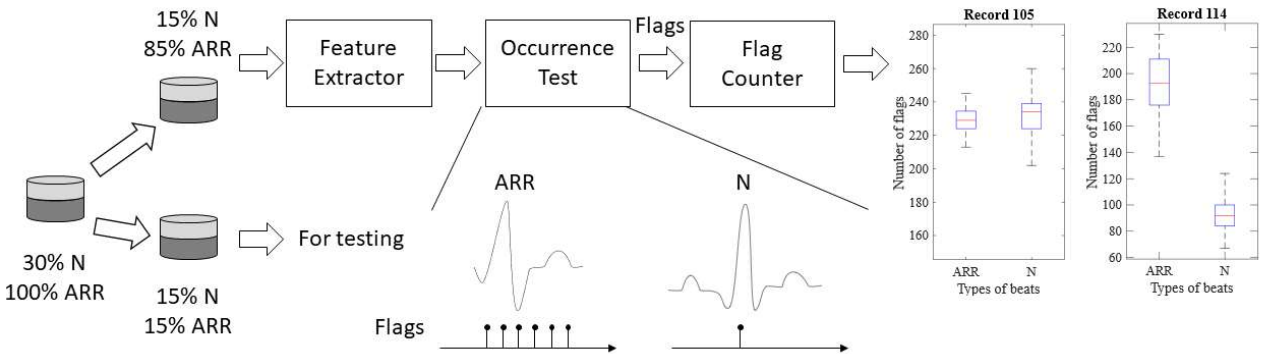 15% N
85% ARR
Feature
Extractor
Occurrence
Test
Flags
Flag
Counter
30% N
100% ARR
15% N
15% ARR
For testing
ARR
N
Flags
Record 105
280
260
240
220
200
180
160
Number of flags
ARR
N
Types of beats
Record 114
220
200
180
160
140
120
100
80
60
Number of flags
ARR
N
Types of beats